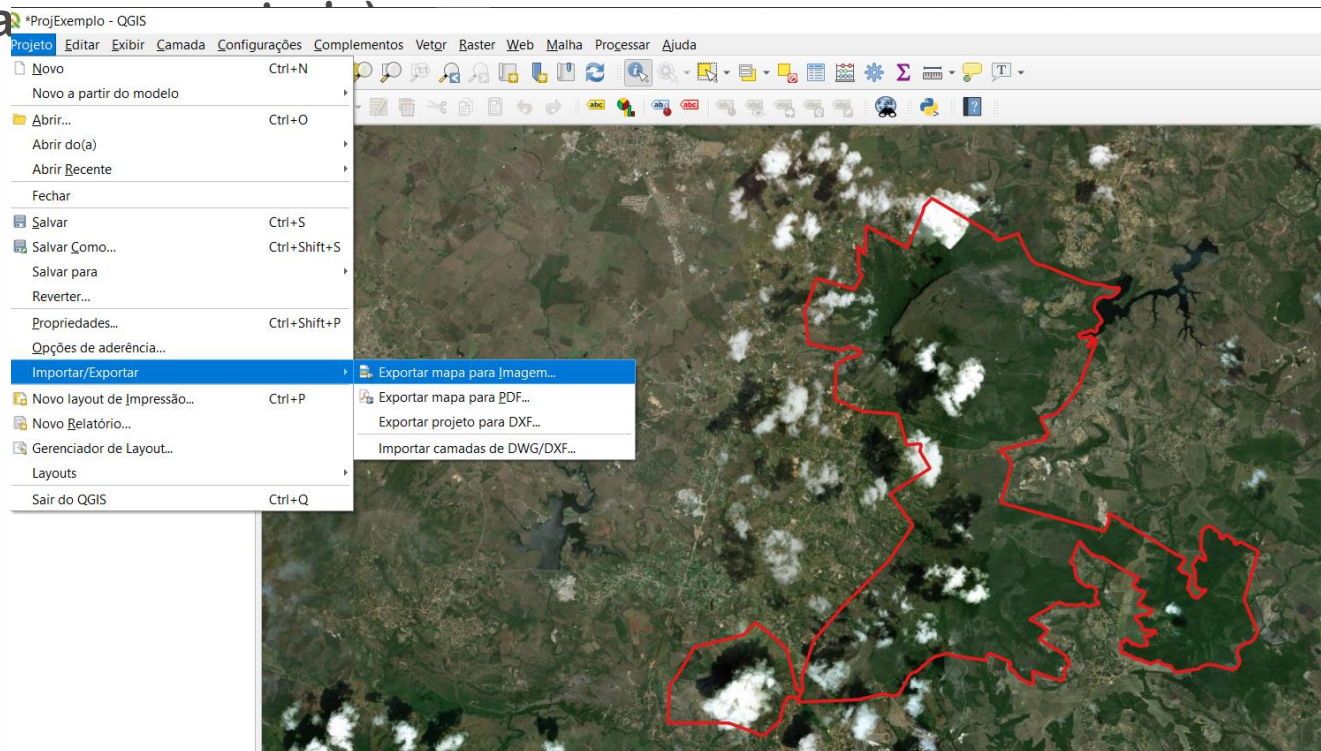 *ProjExemplo - QGIS
Projeto Editar Exibir Camada Configurações Complementos Vetor Raster Web Malha Processar Ajuda
Novo Ctrl+N
Novo a partir do modelo
Abrir... Ctrl+O
Abrir do(a)
Abrir Recente
Fechar
Salvar Ctrl+S
Salvar Como... Ctrl+Shift+S
Salvar para
Reverter...
Propriedades... Ctrl+Shift+P
Opções de aderência...
Importar/Exportar
Exportar mapa para Imagem...
Exportar mapa para PDF...
Exportar projeto para DXF...
Importar camadas de DWG/DXF...
Novo layout de Impressão... Ctrl+P
Novo Relatório...
Gerenciador de Layout...
Layouts
Sair do QGIS Ctrl+Q